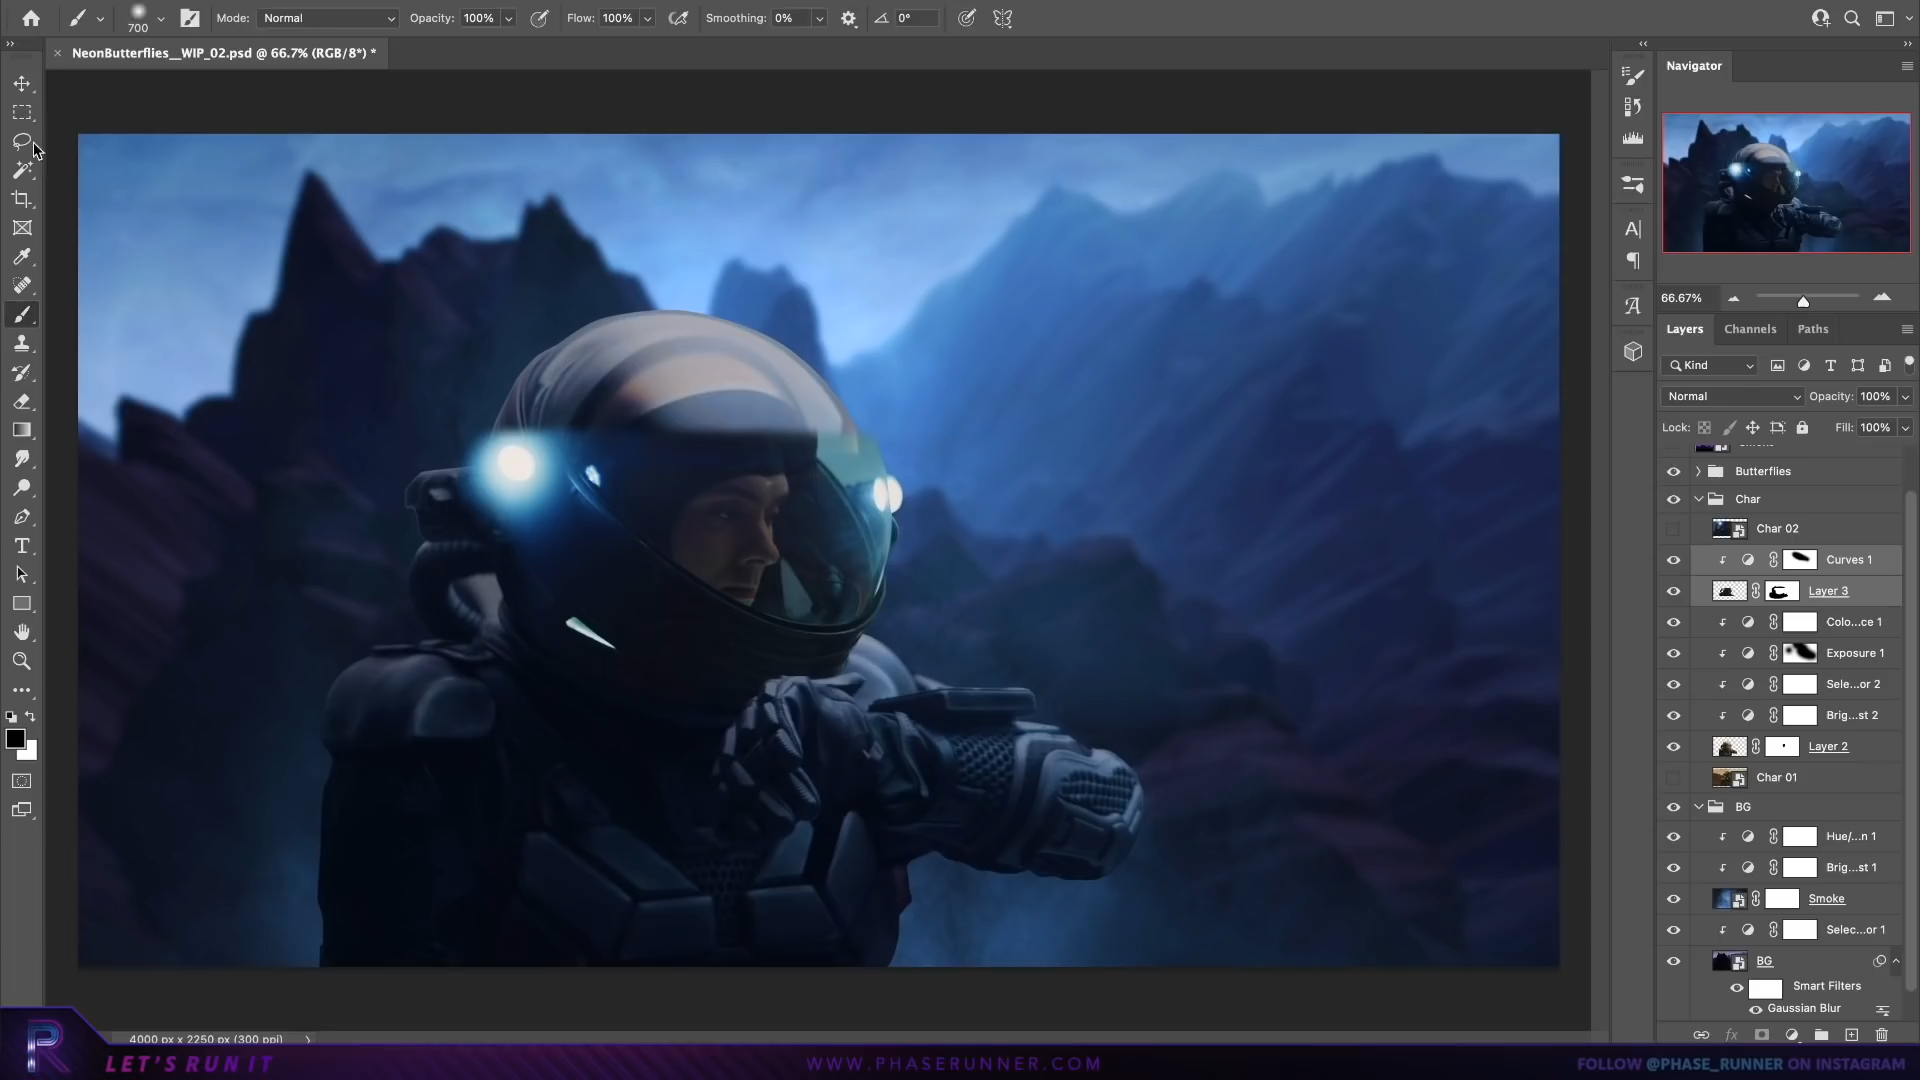 700
Mode: Normal
Opacity: 100%
Flow: 100%
Smoothing: 0%
0°
NeonButterflies__WIP_02.psd @ 66.7% (RGB/8*) *
Navigator
66.67%
Layers Channels Paths
Kind
Normal Opacity: 100%
Lock: Fill: 100%
Butterflies
Char
Char 02
Curves 1
Layer 3
Colo...ce 1
Exposure 1
Sele...or 2
Brig...st 2
Layer 2
Char 01
BG
Hue/...n 1
Brig...st 1
Smoke
Selec...or 1
BG
Smart Filters
Gaussian Blur
4000 px x 2250 px (300 ppi)
R
LET'S RUN IT
WWW.PHASERUNNER.COM
FOLLOW @PHASE_RUNNER ON INSTAGRAM